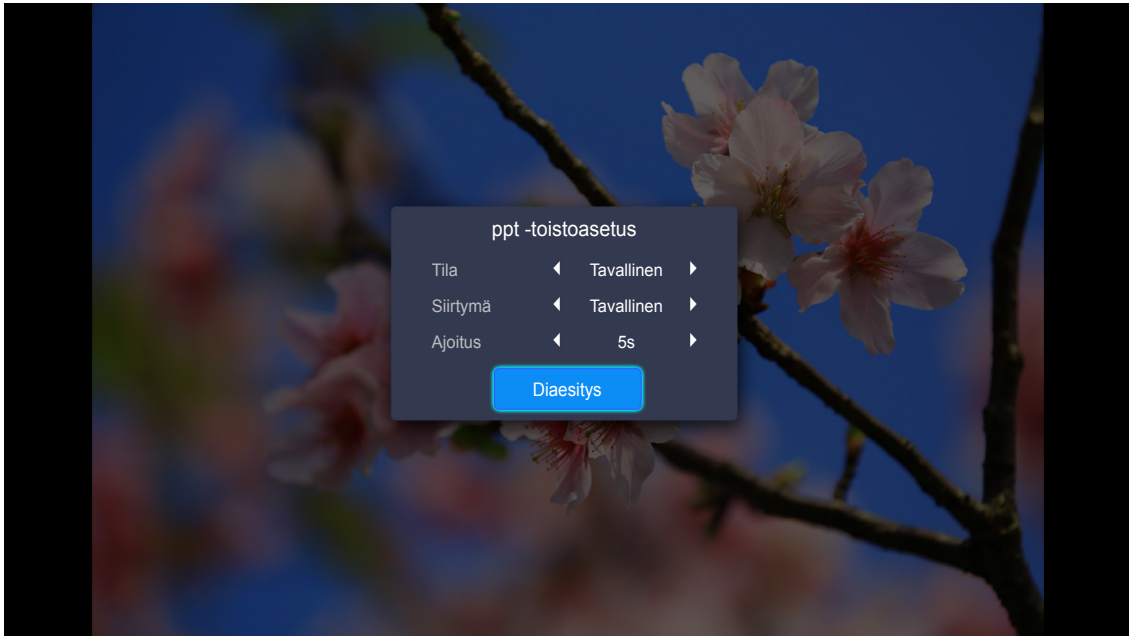 ppt -toistoasetus
Tila Tavallinen
Siirtymä Tavallinen
Ajoitus 5s
Diaesitys